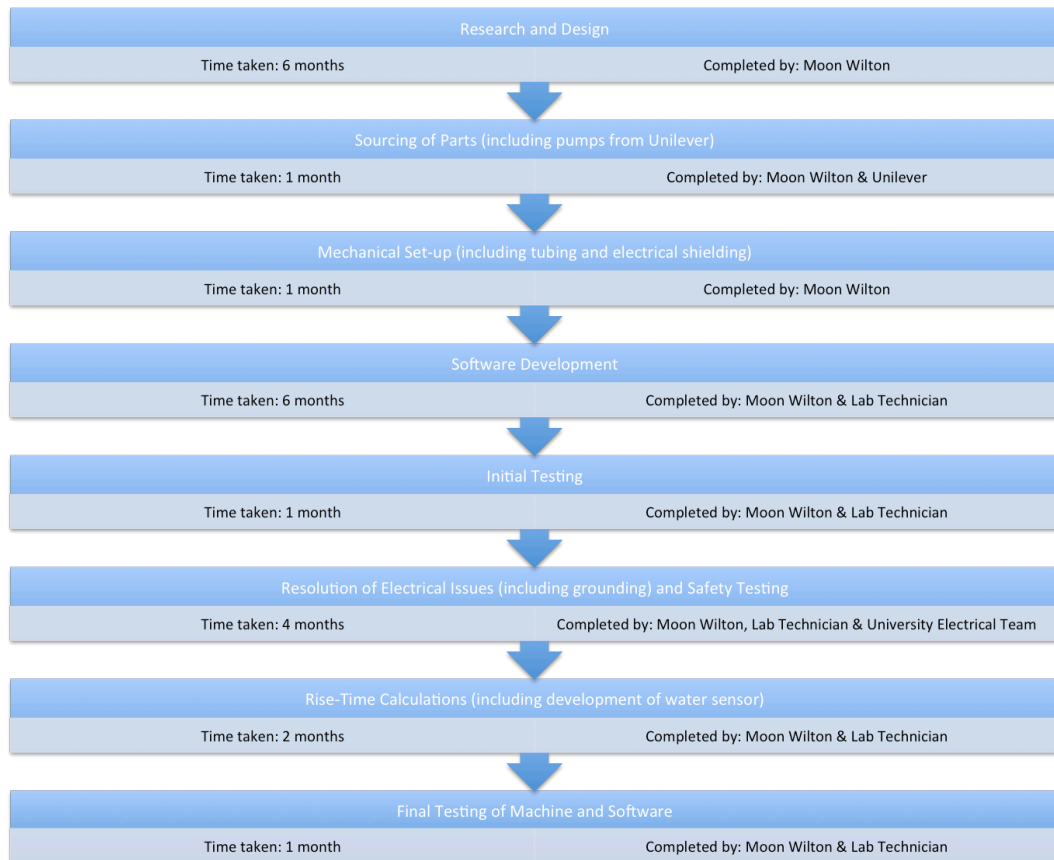 Research and Design
Time taken: 6 months Completed by: Moon Wilton
Sourcing of Parts (including pumps from Unilever)
Time taken: 1 month Completed by: Moon Wilton & Unilever
Mechanical Set-up (including tubing and electrical shielding)
Time taken: 1 month Completed by: Moon Wilton
Software Development
Time taken: 6 months Completed by: Moon Wilton & Lab Technician
Initial Testing
Time taken: 1 month Completed by: Moon Wilton & Lab Technician
Resolution of Electrical Issues (including grounding) and Safety Testing
Time taken: 4 months Completed by: Moon Wilton, Lab Technician & University Electrical Team
Rise-Time Calculations (including development of water sensor)
Time taken: 2 months Completed by: Moon Wilton & Lab Technician
Final Testing of Machine and Software
Time taken: 1 month Completed by: Moon Wilton & Lab Technician